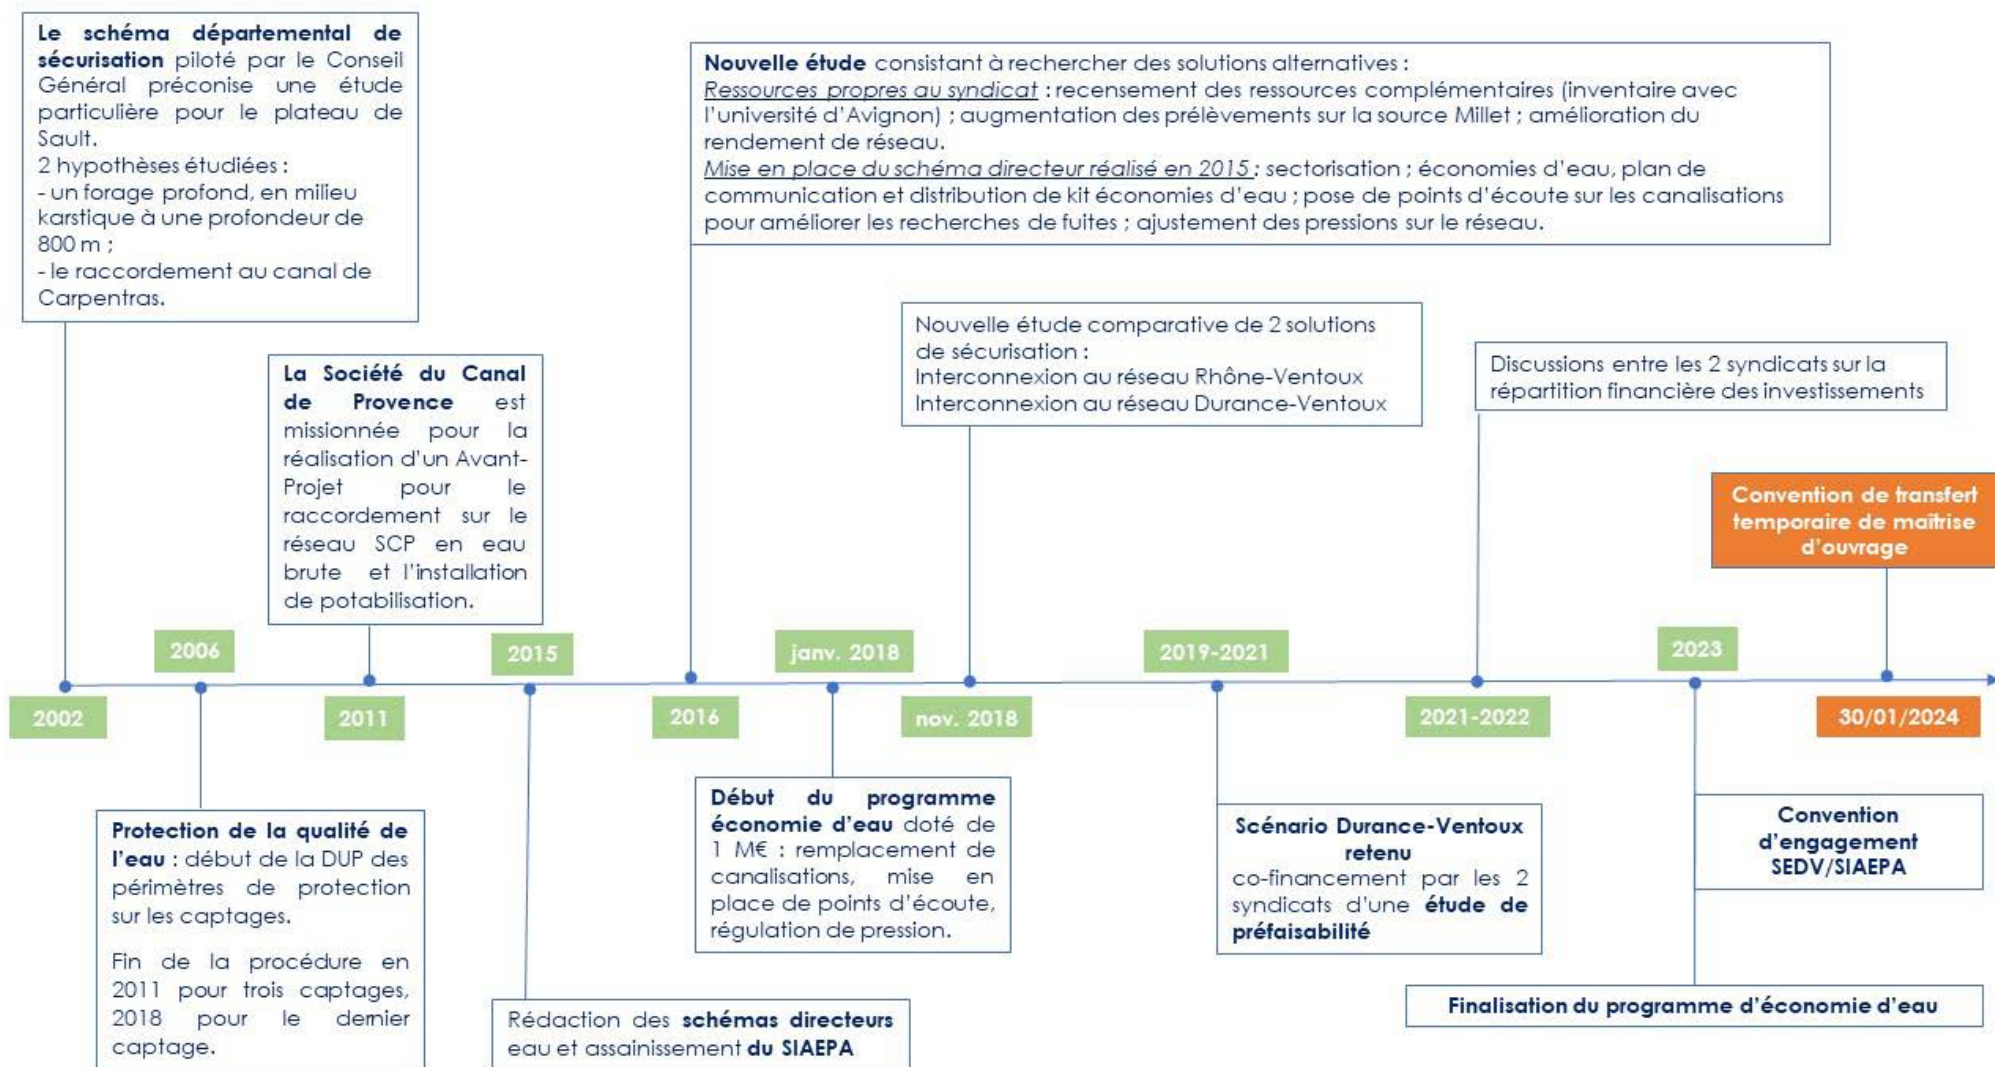 Le schéma départemental de
sécurisation piloté par le Conseil
Général préconise une étude
particulière pour le plateau de
Sault.
2 hypothèses étudiées :
- un forage profond, en milieu
karstique à une profondeur de
800 m ;
- le raccordement au canal de
Carpentras.
Nouvelle étude consistant à rechercher des solutions alternatives :
Ressources propres au syndicat : recensement des ressources complémentaires (inventaire avec
l'université d'Avignon) ; augmentation des prélèvements sur la source Millet ; amélioration du
rendement de réseau.
Mise en place du schéma directeur réalisé en 2015 : sectorisation ; économies d'eau, plan de
communication et distribution de kit économies d'eau ; pose de points d'écoute sur les canalisations
pour améliorer les recherches de fuites ; ajustement des pressions sur le réseau.
La Société du Canal
de Provence est
missionnée pour la
réalisation d'un Avant-
Projet pour le
raccordement sur le
réseau SCP en eau
brute et l'installation
de potabilisation.
Nouvelle étude comparative de 2 solutions
de sécurisation :
Interconnexion au réseau Rhône-Ventoux
Interconnexion au réseau Durance-Ventoux
Discussions entre les 2 syndicats sur la
répartition financière des investissements
Convention de transfert
temporaire de maîtrise
d'ouvrage
2006
2015
janv. 2018
2019-2021
2023
2002
2011
2016
nov. 2018
2021-2022
30/01/2024
Protection de la qualité de
l'eau : début de la DUP des
périmètres de protection
sur les captages.
Fin de la procédure en
2011 pour trois captages,
2018 pour le dernier
captage.
Rédaction des schémas directeurs
eau et assainissement du SIAEPA
Début du programme
économie d'eau doté de
1 M€ : remplacement de
canalisations, mise en
place de points d'écoute,
régulation de pression.
Scénario Durance-Ventoux
retenu
co-financement par les 2
syndicats d'une étude de
préfaisabilité
Convention
d'engagement
SEDV/SIAEPA
Finalisation du programme d'économie d'eau